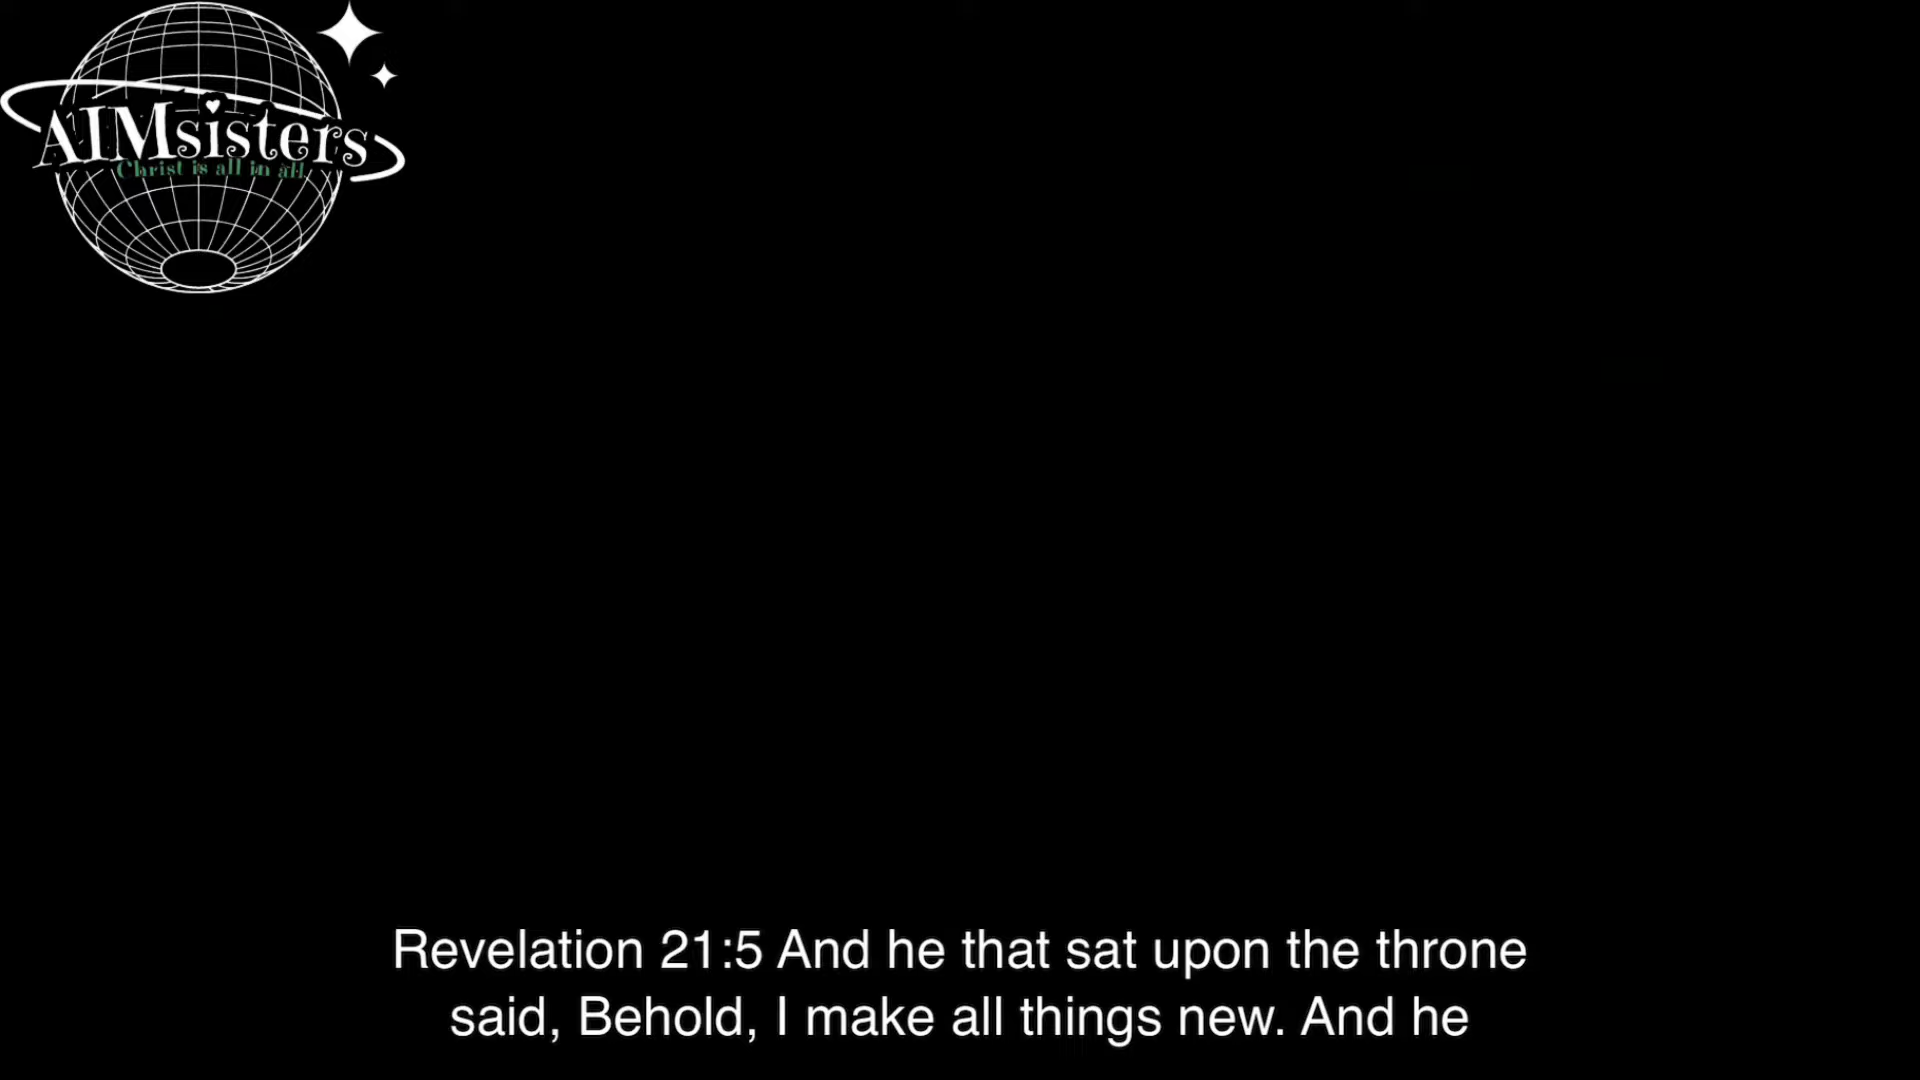 AIMsisters
Christ is all in all
Revelation 21:5 And he that sat upon the throne
said, Behold, I make all things new. And he